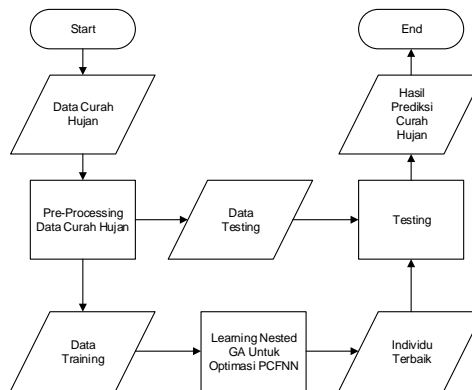 Start
End
Data Curah
Hujan
Hasil
Prediksi
Curah
Hujan
Pre-Processing
Data Curah Hujan
Data
Testing
Testing
Data
Training
Learning Nested
GA Untuk
Optimasi PCFNN
Individu
Terbaik